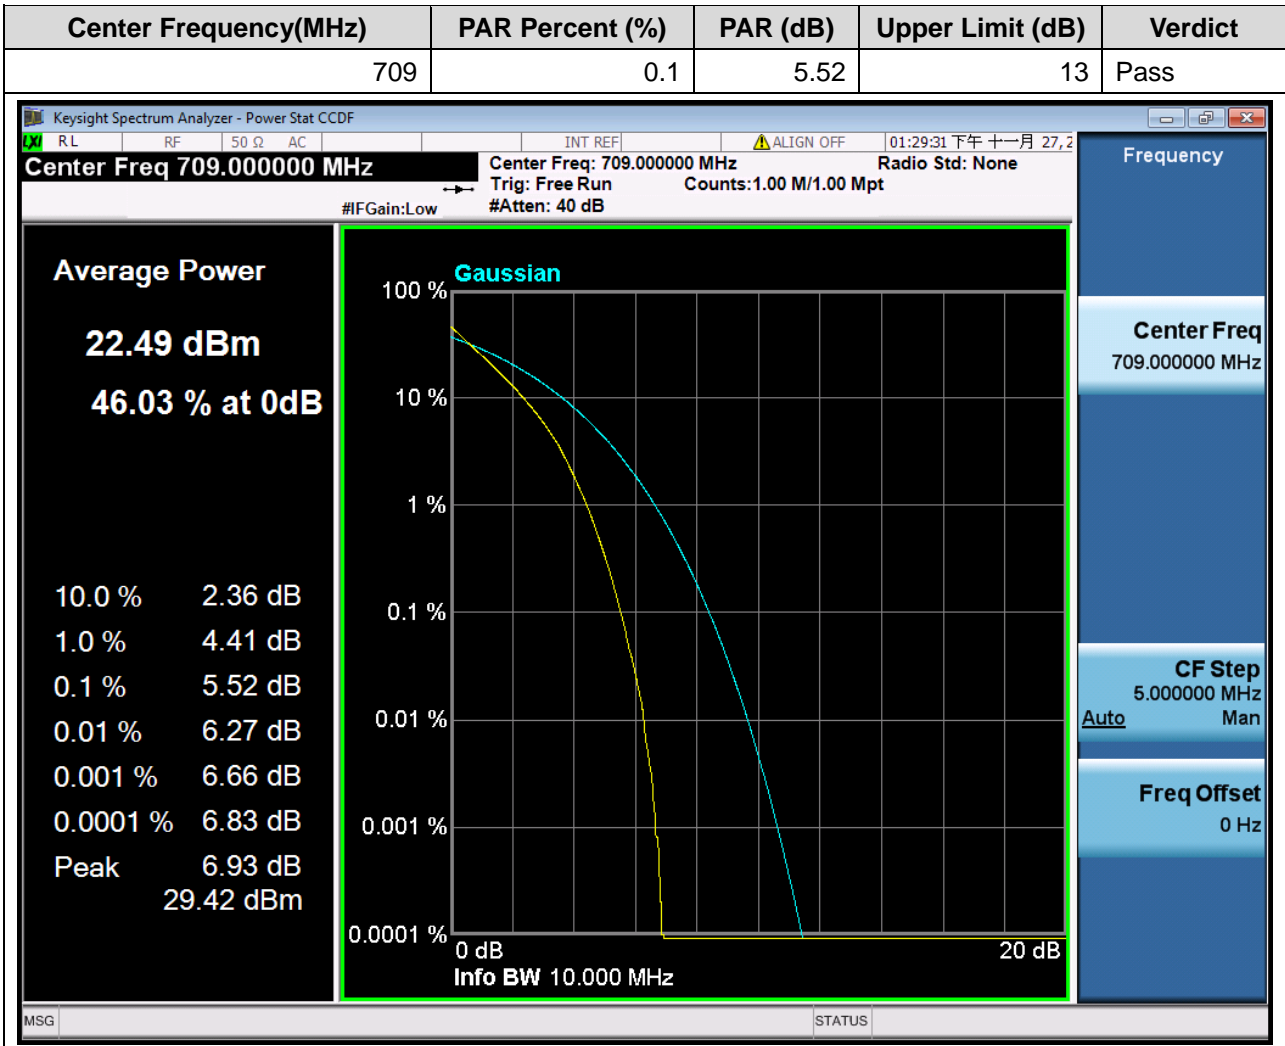 Center Frequency(MHz) PAR Percent (%) PAR (dB) Upper Limit (dB) Verdict
709 0.1 5.52 13 Pass
Keysight Spectrum Analyzer - Power Stat CCDF
LXI RL RF 50 Ω AC INT REF ALIGN OFF 01:29:31 下午 十一月 27, 2
Center Freq 709.000000 MHz
Center Freq: 709.000000 MHz Radio Std: None
Trig: Free Run Counts:1.00 M/1.00 Mpt
#IFGain:Low #Atten: 40 dB
Frequency
Average Power
22.49 dBm
46.03 % at 0dB
10.0 % 2.36 dB
1.0 % 4.41 dB
0.1 % 5.52 dB
0.01 % 6.27 dB
0.001 % 6.66 dB
0.0001 % 6.83 dB
Peak 6.93 dB
29.42 dBm
Gaussian
100 %
10 %
1 %
0.1 %
0.01 %
0.001 %
0.0001 %
0 dB 20 dB
Info BW 10.000 MHz
Center Freq
709.000000 MHz
CF Step
5.000000 MHz
Auto Man
Freq Offset
0 Hz
MSG STATUS